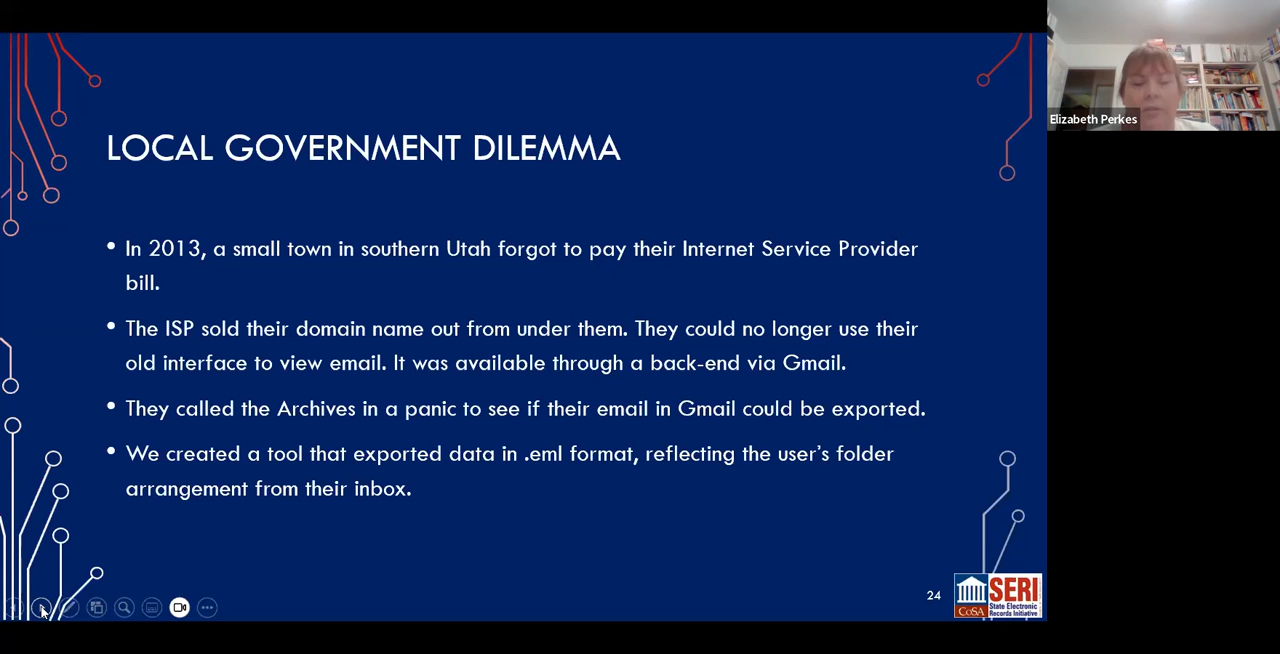 LOCAL GOVERNMENT DILEMMA
• In 2013, a small town in southern Utah forgot to pay their Internet Service Provider
bill.
• The ISP sold their domain name out from under them. They could no longer use their
old interface to view email. It was available through a back-end via Gmail.
• They called the Archives in a panic to see if their email in Gmail could be exported.
• We created a tool that exported data in .eml format, reflecting the user's folder
arrangement from their inbox.
24
CoSA
SERI
State Electronic
Records Initiative
Elizabeth Perkes